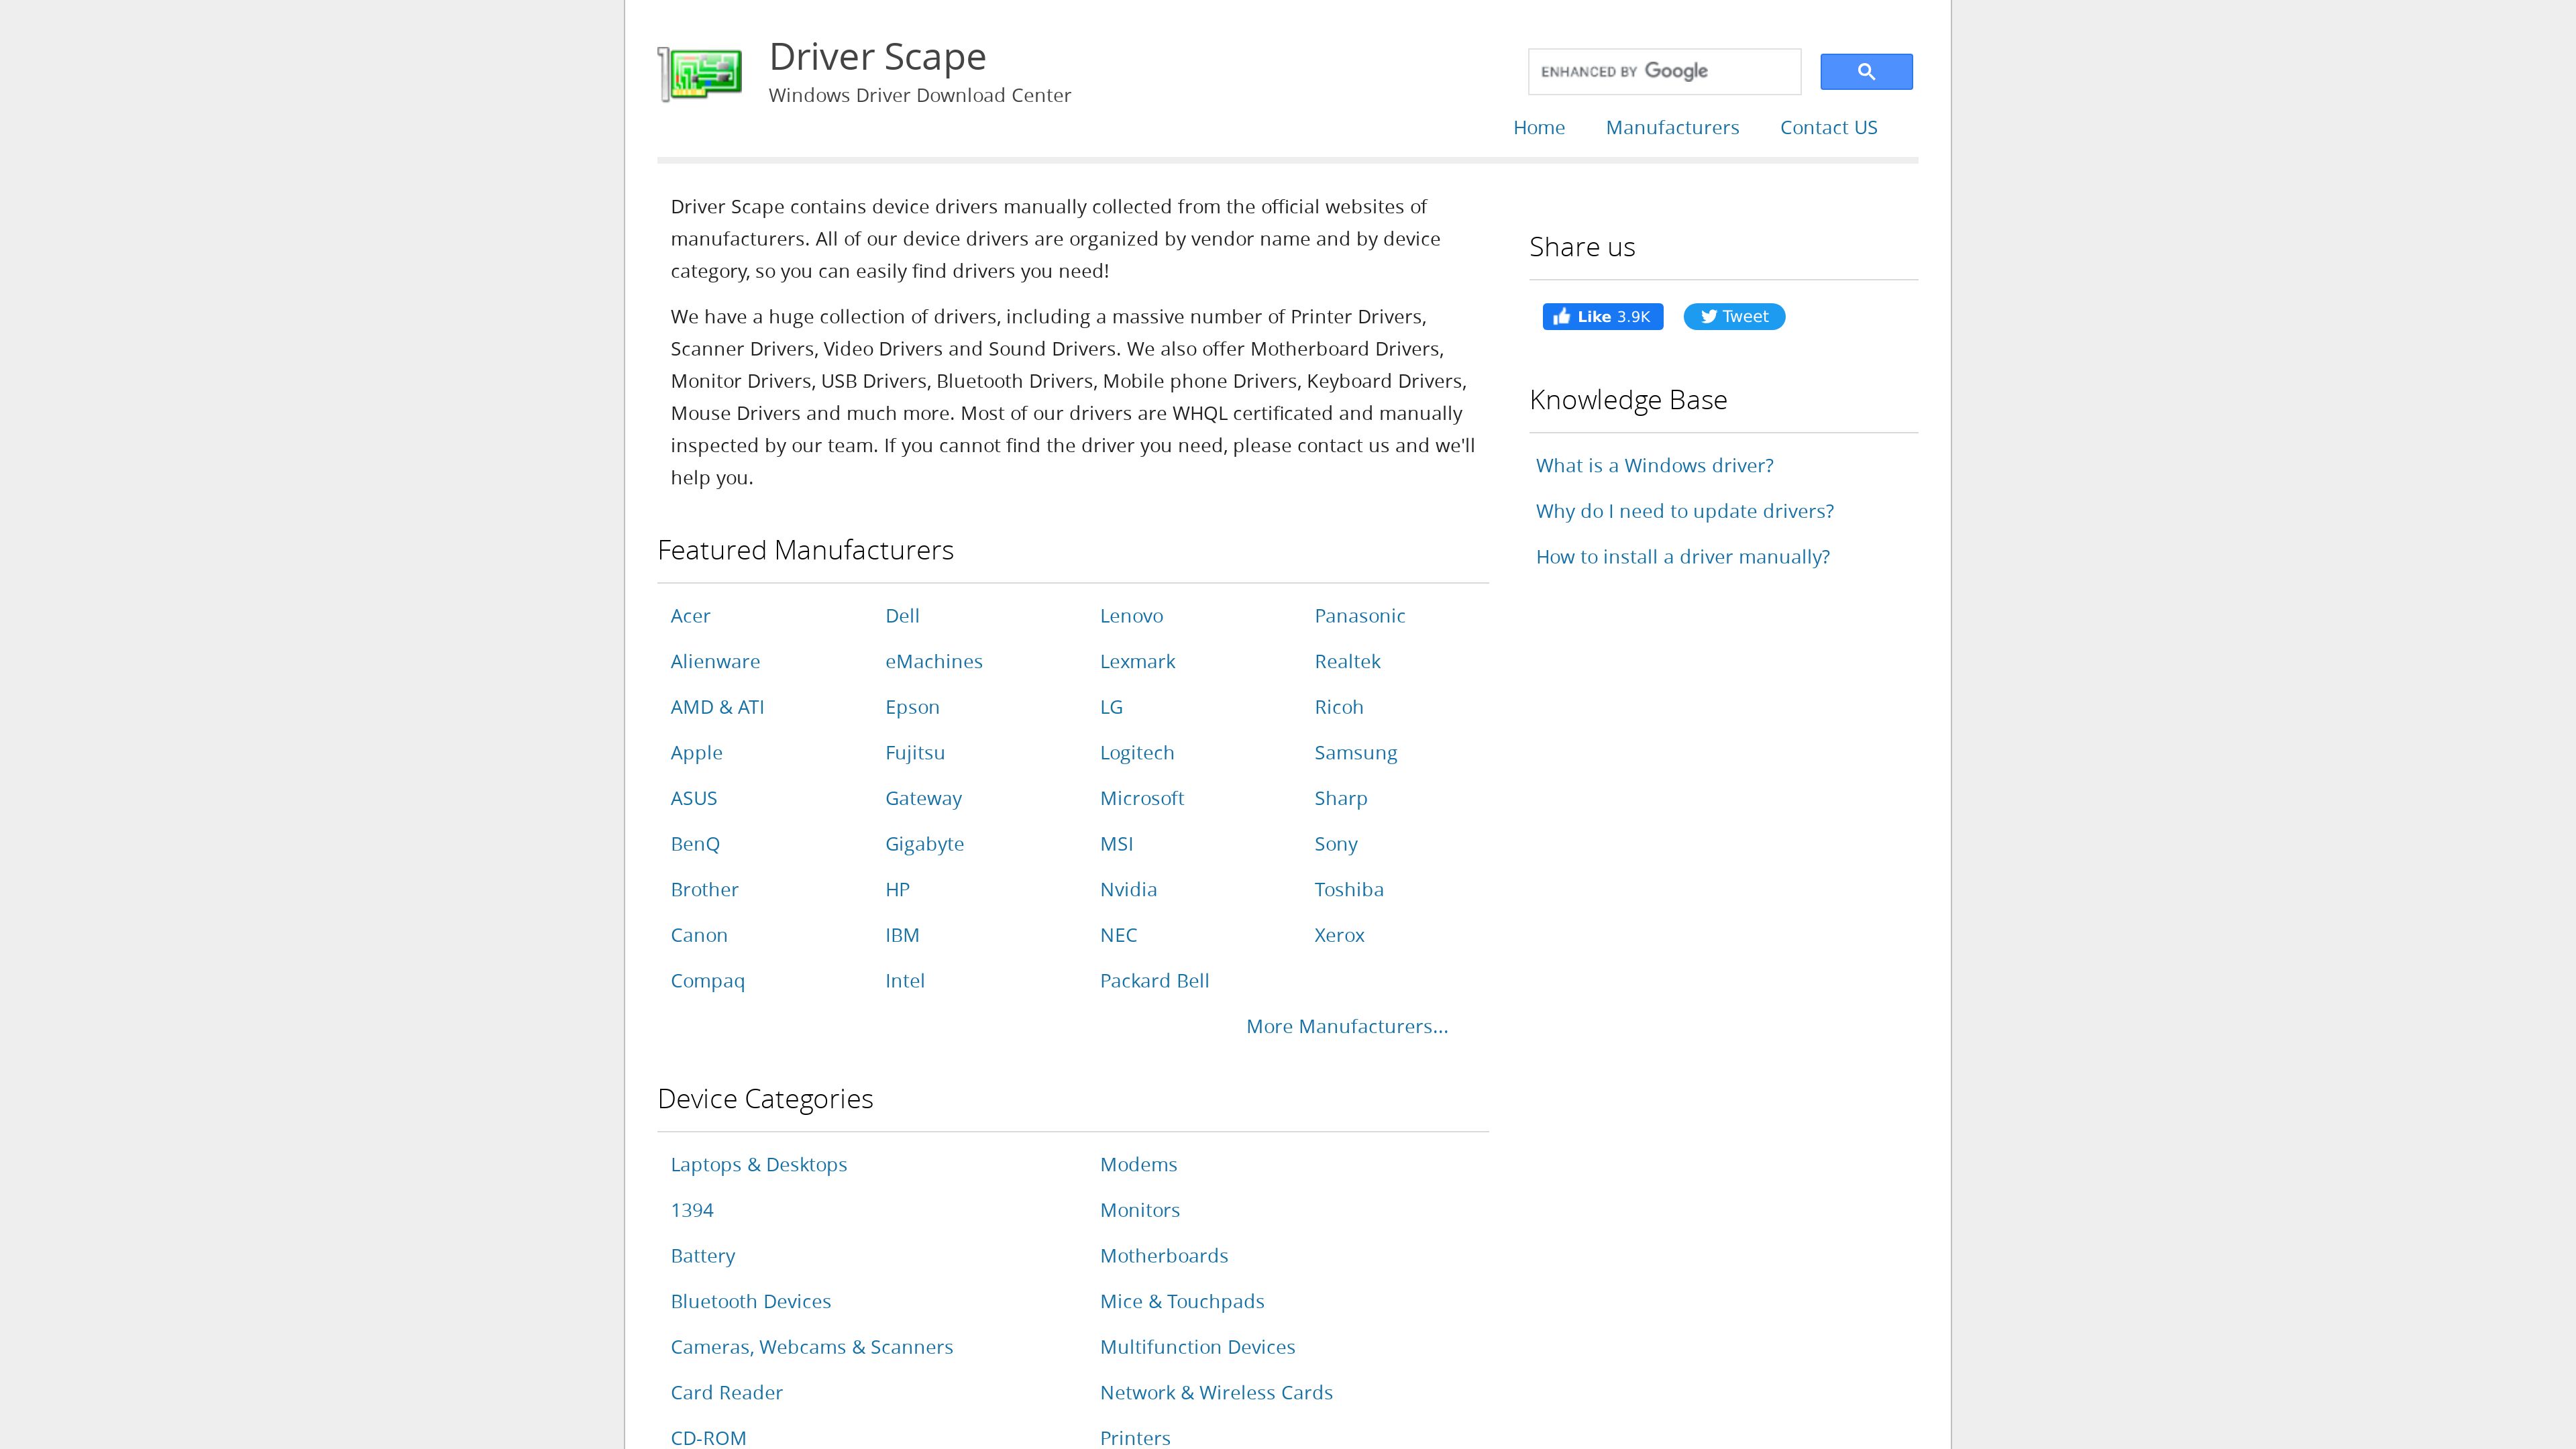 Driver Scape
Windows Driver Download Center
ENHANCED BY Google
Home Manufacturers Contact US
Driver Scape contains device drivers manually collected from the official websites of
manufacturers. All of our device drivers are organized by vendor name and by device
category, so you can easily find drivers you need!
We have a huge collection of drivers, including a massive number of Printer Drivers,
Scanner Drivers, Video Drivers and Sound Drivers. We also offer Motherboard Drivers,
Monitor Drivers, USB Drivers, Bluetooth Drivers, Mobile phone Drivers, Keyboard Drivers,
Mouse Drivers and much more. Most of our drivers are WHQL certificated and manually
inspected by our team. If you cannot find the driver you need, please contact us and we'll
help you.
Featured Manufacturers
Acer Dell Lenovo Panasonic
Alienware eMachines Lexmark Realtek
AMD & ATI Epson LG Ricoh
Apple Fujitsu Logitech Samsung
ASUS Gateway Microsoft Sharp
BenQ Gigabyte MSI Sony
Brother HP Nvidia Toshiba
Canon IBM NEC Xerox
Compaq Intel Packard Bell
More Manufacturers...
Device Categories
Laptops & Desktops Modems
1394 Monitors
Battery Motherboards
Bluetooth Devices Mice & Touchpads
Cameras, Webcams & Scanners Multifunction Devices
Card Reader Network & Wireless Cards
CD-ROM Printers
Share us
Like 3.9K Tweet
Knowledge Base
What is a Windows driver?
Why do I need to update drivers?
How to install a driver manually?